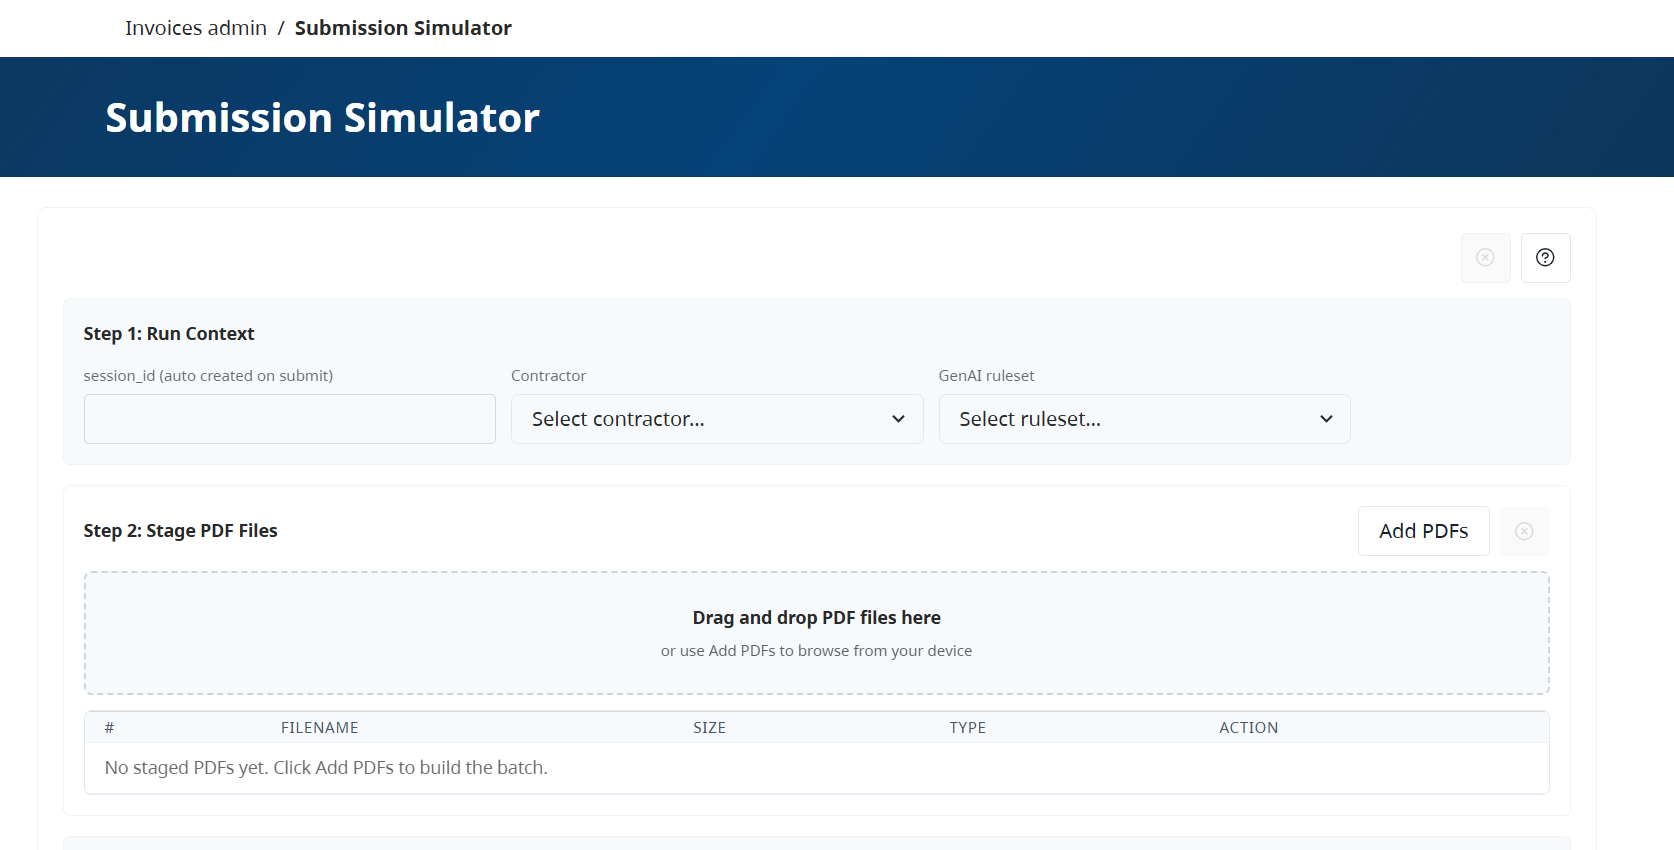 Invoices admin / Submission Simulator
Submission Simulator
Step 1: Run Context
session_id (auto created on submit)
Contractor
GenAI ruleset
Select contractor...
Select ruleset...
Step 2: Stage PDF Files
Add PDFs
Drag and drop PDF files here
or use Add PDFs to browse from your device
# FILENAME SIZE TYPE ACTION
No staged PDFs yet. Click Add PDFs to build the batch.